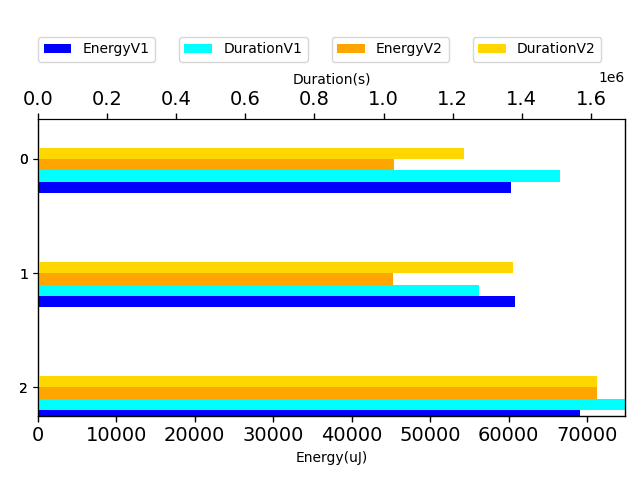 EnergyV1 DurationV1 EnergyV2 DurationV2
Duration(s)
1e6
0.0 0.2 0.4 0.6 0.8 1.0 1.2 1.4 1.6
0
1
2
0 10000 20000 30000 40000 50000 60000 70000
Energy(uJ)